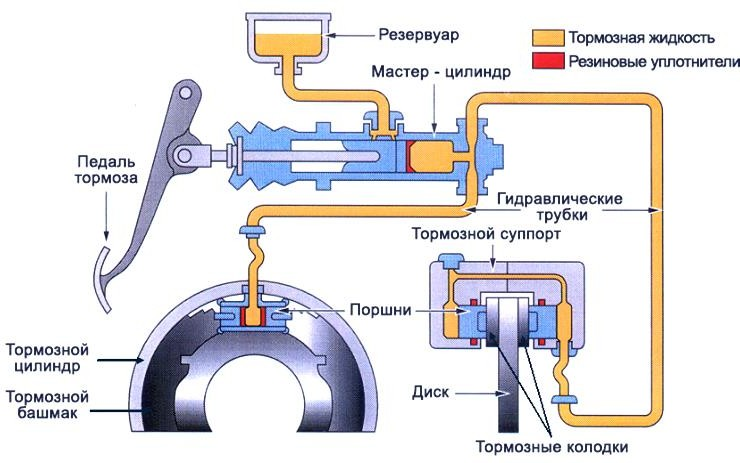 Резервуар
Тормозная жидкость
Резиновые уплотнители
Мастер - цилиндр
Педаль
тормоза
Гидравлические
трубки
Тормозной суппорт
Поршни
Тормозной
цилиндр
Тормозной
башмак
Диск
Тормозные колодки